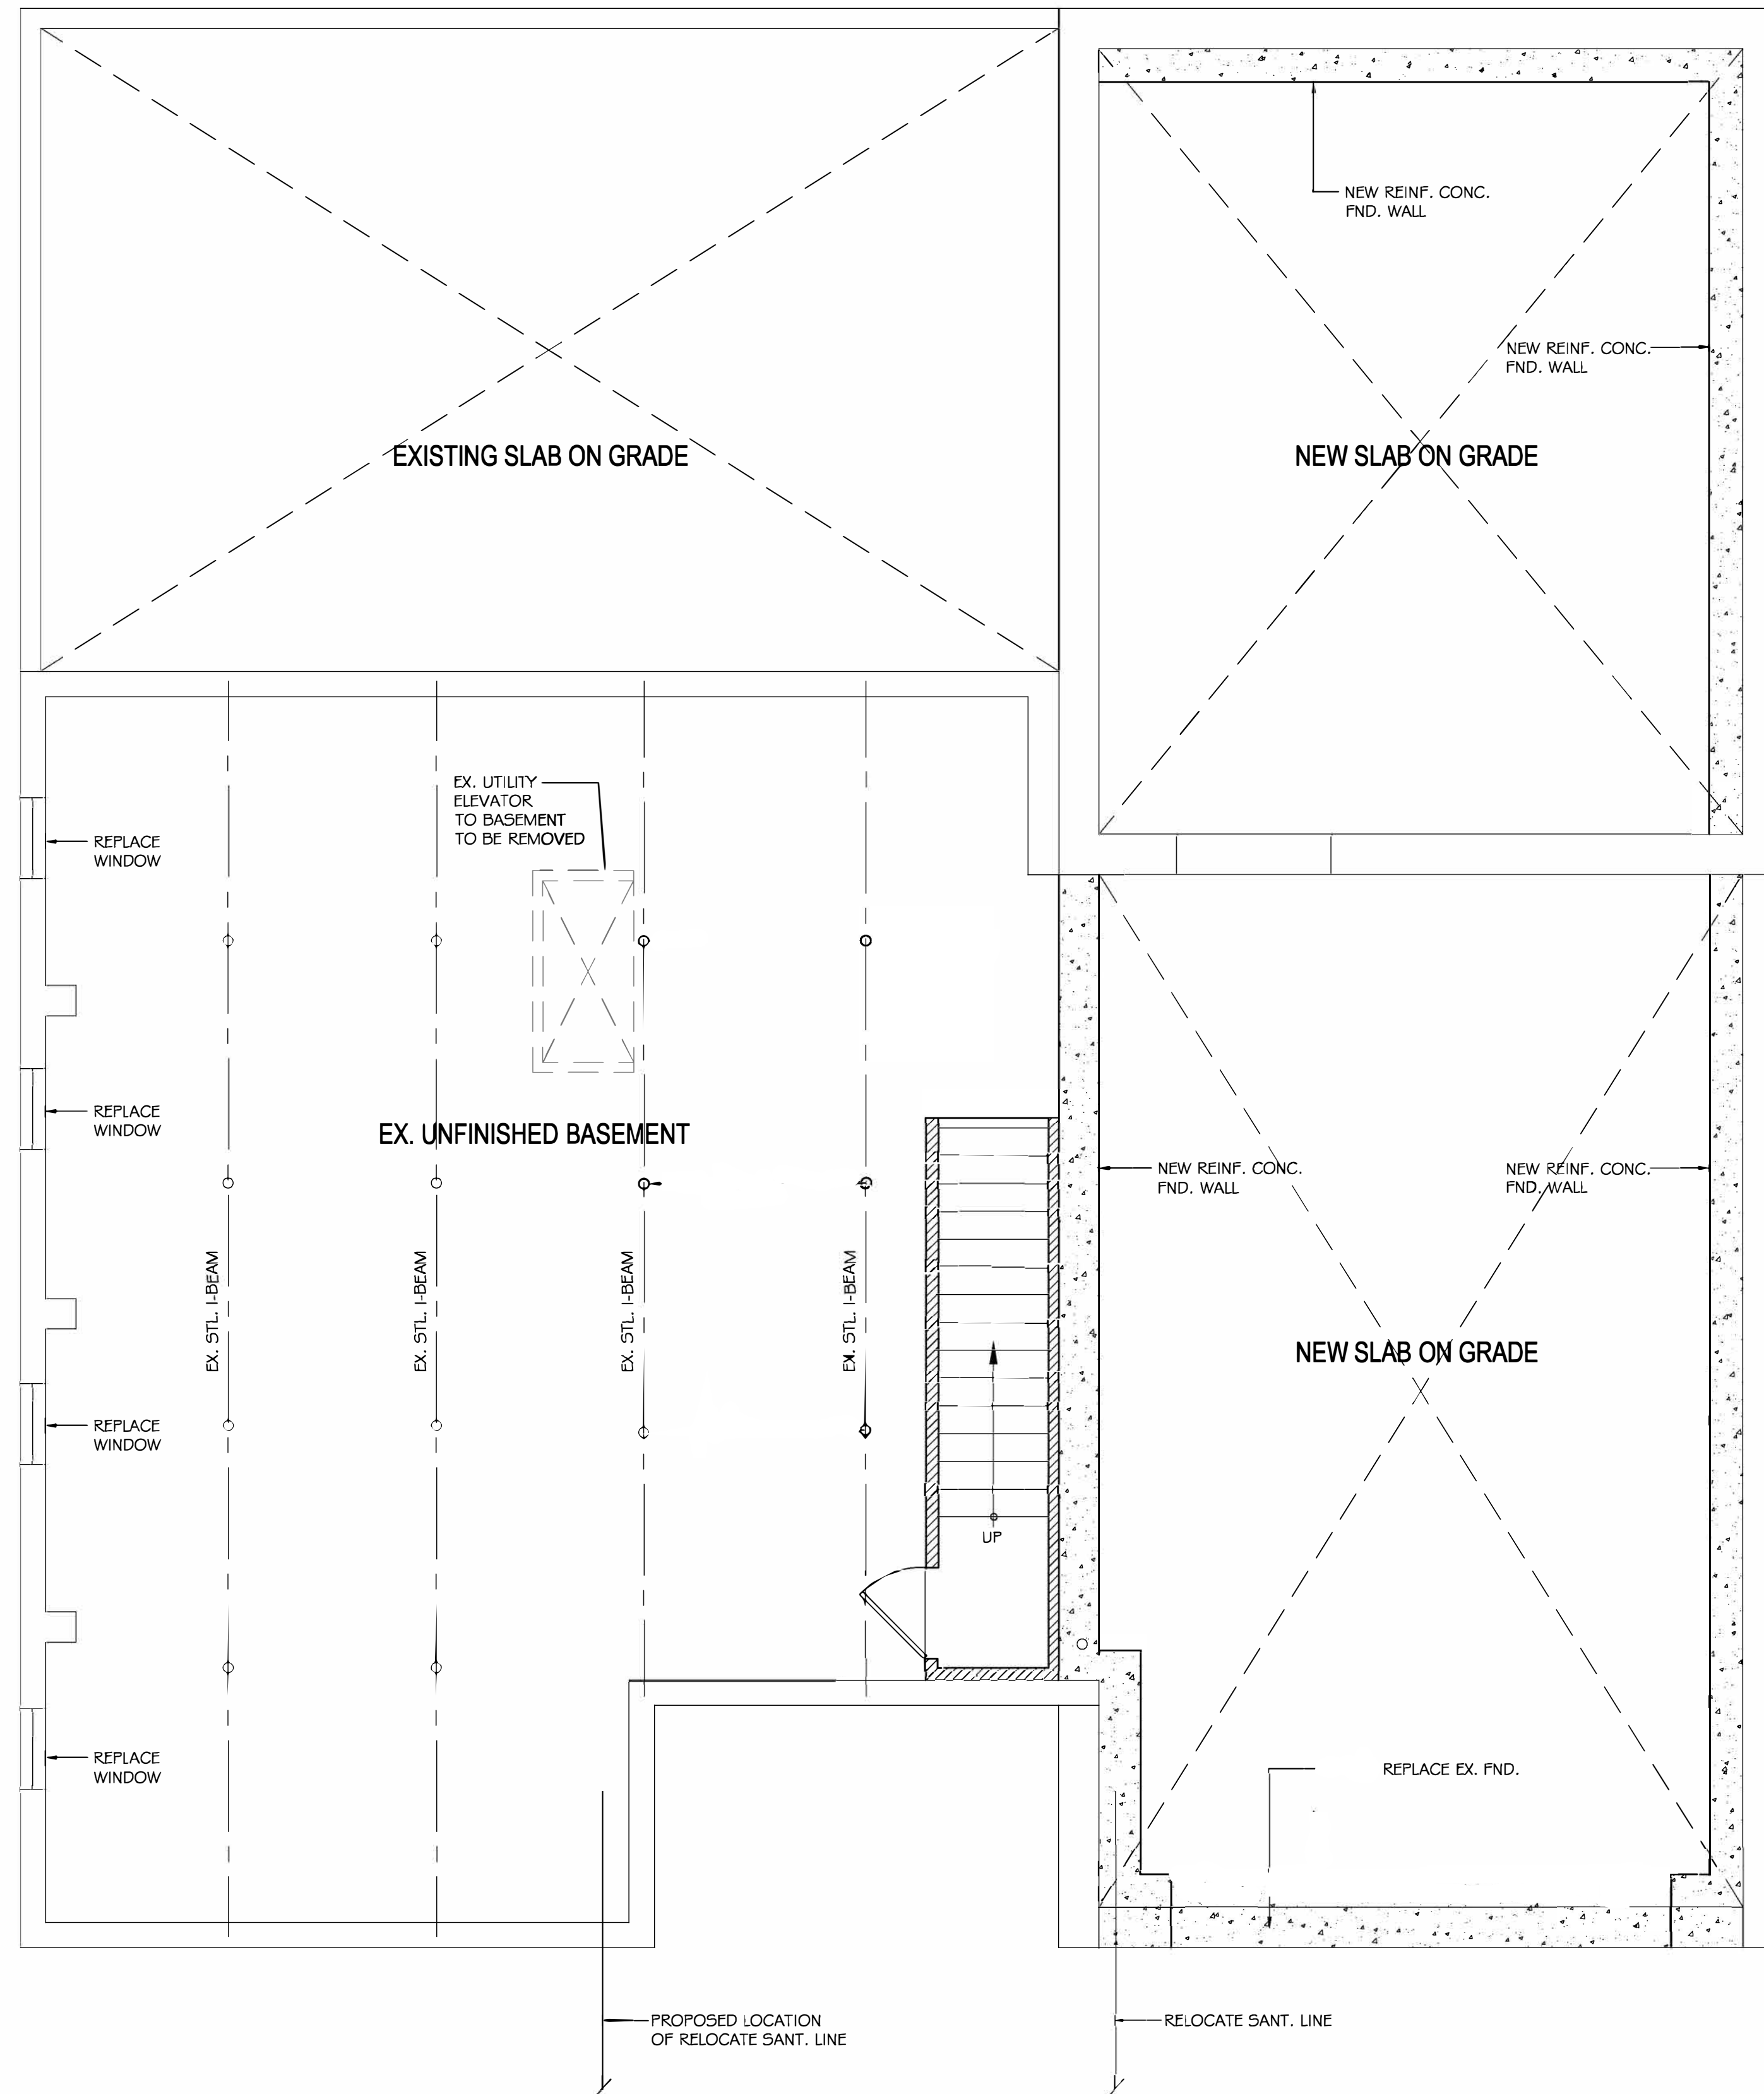 NEW REINF. CONC.
FND. WALL
NEW REINF. CONC.
FND. WALL
EXISTING SLAB ON GRADE
NEW SLAB ON GRADE
EX. UTILITY
ELEVATOR
TO BASEMENT
TO BE REMOVED
REPLACE
WINDOW
REPLACE
WINDOW
EX. UNFINISHED BASEMENT
NEW REINF. CONC.
FND. WALL
NEW REINF. CONC.
FND. WALL
EX. STL. I-BEAM
EX. STL. I-BEAM
EX. STL. I-BEAM
EX. STL. I-BEAM
NEW SLAB ON GRADE
REPLACE
WINDOW
UP
REPLACE
WINDOW
REPLACE EX. FND.
PROPOSED LOCATION
OF RELOCATE SANT. LINE
RELOCATE SANT. LINE